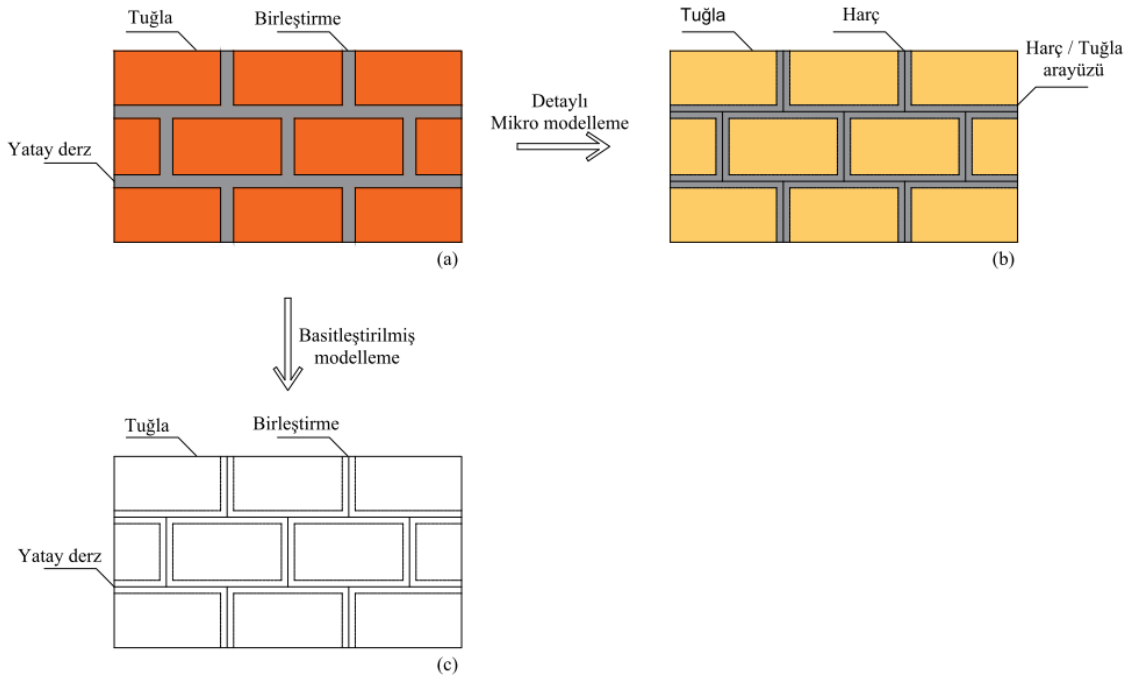 Tuğla
Birleştirme
Yatay derz
(a)
Detaylı
Mikro modelleme
Tuğla
Harç
Harç / Tuğla
arayüzü
(b)
Basitleştirilmiş
modelleme
Tuğla
Birleştirme
Yatay derz
(c)